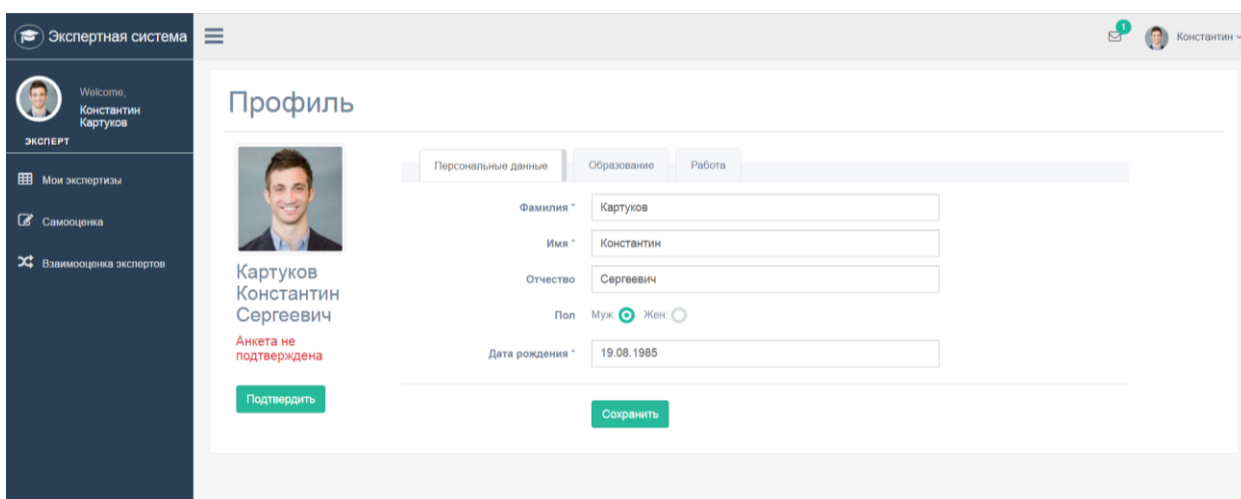 Экспертная система
1
Константин
Welcome,
Константин
Картуков
ЭКСПЕРТ
Мои экспертизы
Самооценка
Взаимооценка экспертов
Профиль
Картуков
Константин
Сергеевич
Анкета не
подтверждена
Подтвердить
Персональные данные Образование Работа
Фамилия * Картуков
Имя * Константин
Отчество Сергеевич
Пол Муж: Жен:
Дата рождения * 19.08.1985
Сохранить